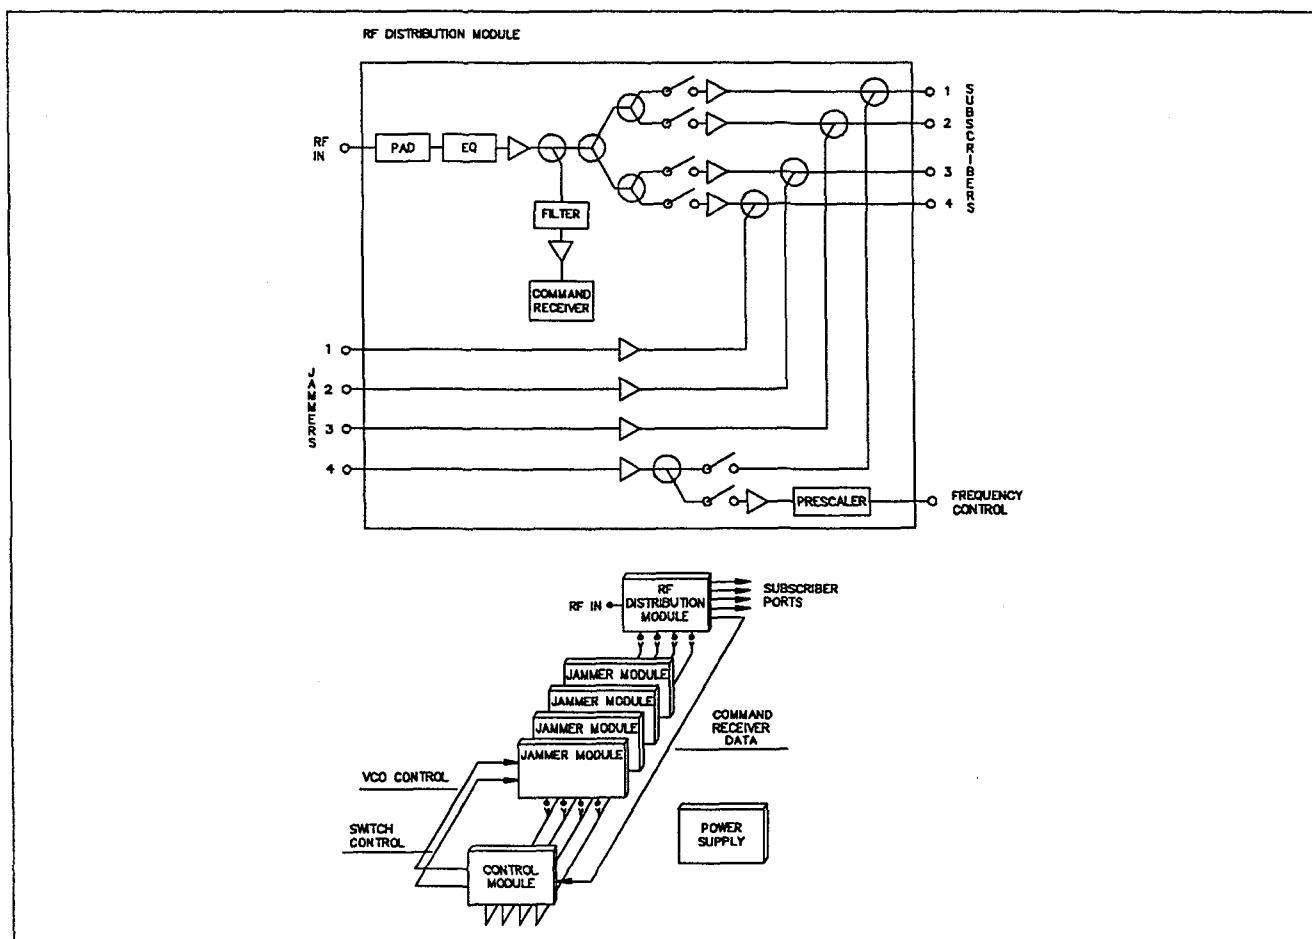 RF DISTRIBUTION MODULE
RF
IN
PAD
EQ
FILTER
COMMAND
RECEIVER
1
2
3
4
SUBSCRIBERS
1
2
3
4
JAMMERS
PRESCALER
FREQUENCY
CONTROL
RF IN
RF
DISTRIBUTION
MODULE
SUBSCRIBER
PORTS
JAMMER MODULE
JAMMER MODULE
JAMMER MODULE
JAMMER MODULE
COMMAND
RECEIVER
DATA
VCO CONTROL
SWITCH
CONTROL
CONTROL
MODULE
POWER
SUPPLY